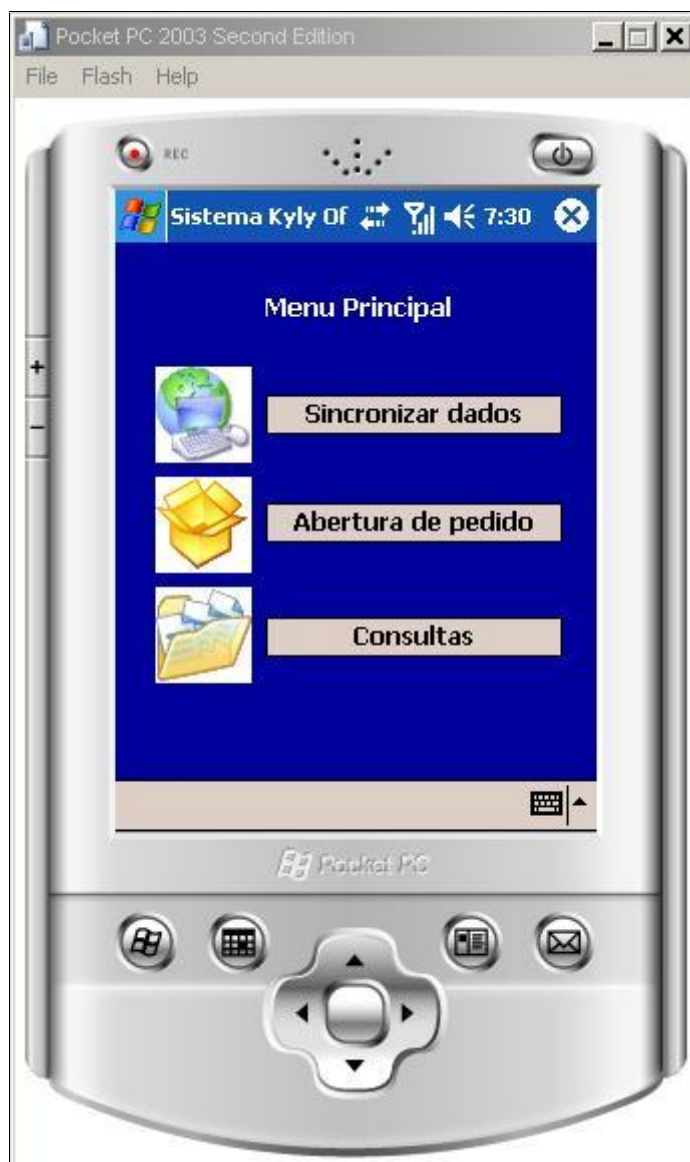 Pocket PC 2003 Second Edition
File Flash Help
REC
Sistema Kyly Of 7:30
Menu Principal
Sincronizar dados
Abertura de pedido
Consultas
Pocket PC
+
-